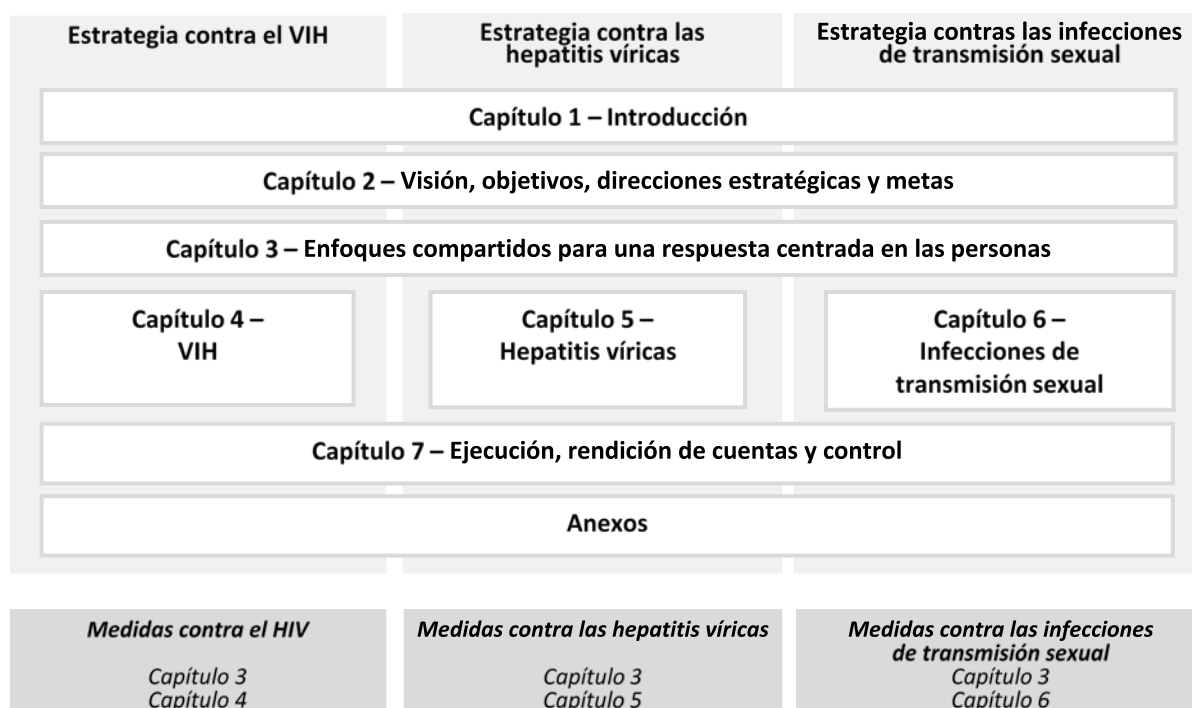 Estrategia contra el VIH
Estrategia contra las
hepatitis víricas
Estrategia contras las infecciones
de transmisión sexual
Capítulo 1 – Introducción
Capítulo 2 – Visión, objetivos, direcciones estratégicas y metas
Capítulo 3 – Enfoques compartidos para una respuesta centrada en las personas
Capítulo 4 –
VIH
Capítulo 5 –
Hepatitis víricas
Capítulo 6 –
Infecciones de
transmisión sexual
Capítulo 7 – Ejecución, rendición de cuentas y control
Anexos
Medidas contra el HIV
Capítulo 3
Capítulo 4
Medidas contra las hepatitis víricas
Capítulo 3
Capítulo 5
Medidas contra las infecciones
de transmisión sexual
Capítulo 3
Capítulo 6